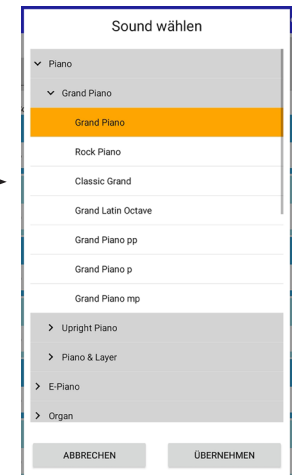 Sound wählen
Piano
Grand Piano
Grand Piano
Rock Piano
Classic Grand
Grand Latin Octave
Grand Piano pp
Grand Piano p
Grand Piano mp
Upright Piano
Piano & Layer
E-Piano
Organ
ABBRECHEN ÜBERNEHMEN